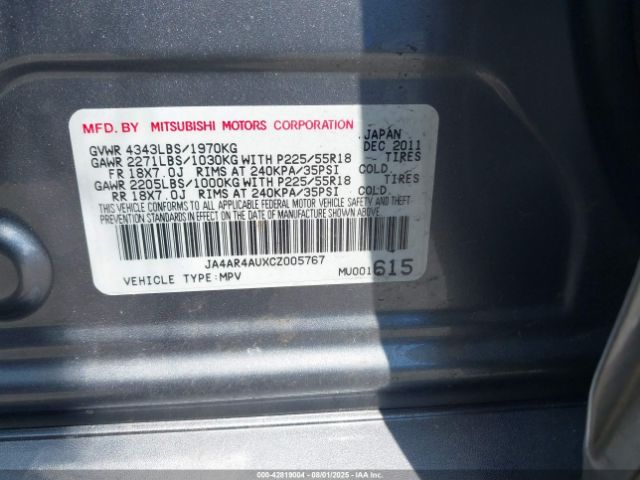 MFD. BY MITSUBISHI MOTORS CORPORATION
JAPAN
GVWR 4343LBS/1970KG DEC 2011
GAWR 2271LBS/1030KG WITH P225/55R18 TIRES
FR 18X7.0J RIMS AT 240KPA/35PSI COLD.
GAWR 2205LBS/1000KG WITH P225/55R18 TIRES
RR 18X7.0J RIMS AT 240KPA/35PSI COLD.
THIS VEHICLE CONFORMS TO ALL APPLICABLE FEDERAL MOTOR VEHICLE SAFETY AND THEFT
PREVENTION STANDARDS IN EFFECT ON THE DATE OF MANUFACTURE SHOWN ABOVE.
JA4AR4AUXCZ005767
VEHICLE TYPE:MPV MU001615
000-42819004 - 08/01/2025 - IAAI.COM